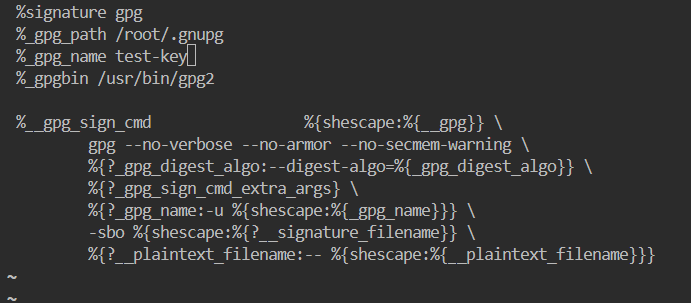 %signature gpg
%_gpg_path /root/.gnupg
%_gpg_name test-key
%_gpgbin /usr/bin/gpg2
%__gpg_sign_cmd %{shescape:%{__gpg}} \
gpg --no-verbose --no-armor --no-secmem-warning \
%{?_gpg_digest_algo:--digest-algo=%{_gpg_digest_algo}} \
%{?_gpg_sign_cmd_extra_args} \
%{?_gpg_name:-u %{shescape:%{_gpg_name}}} \
-sbo %{shescape:%{?__signature_filename}} \
%{?__plaintext_filename:-- %{shescape:%{__plaintext_filename}}}
~
~